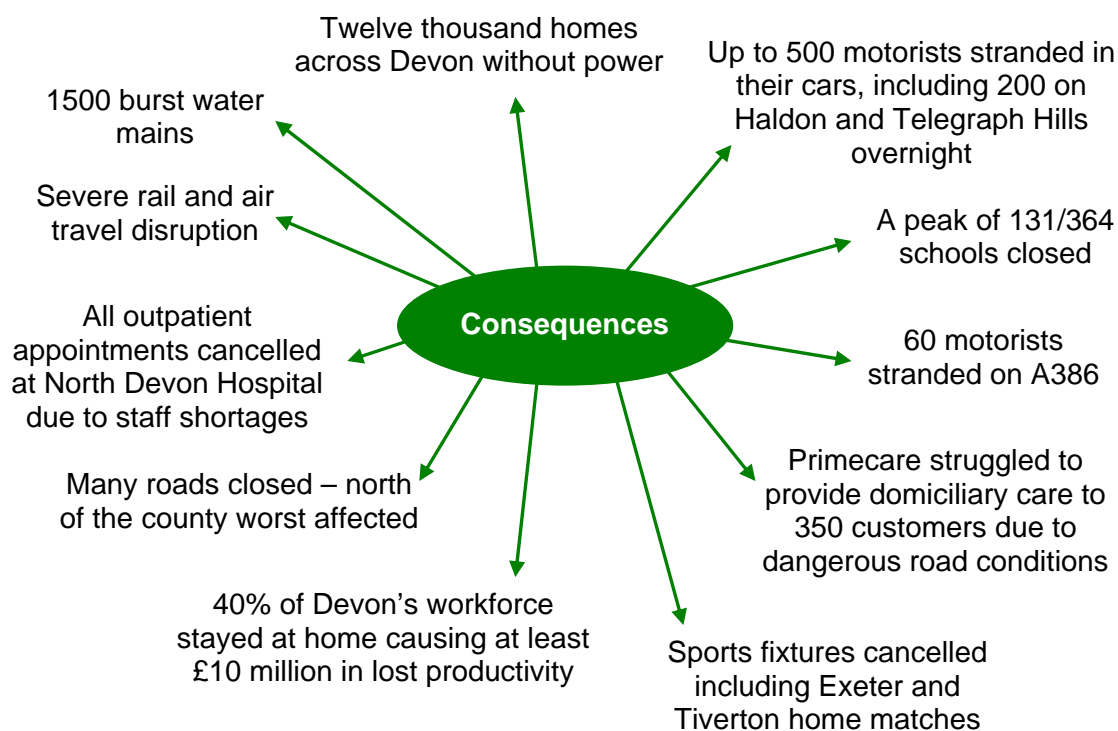 Twelve thousand homes
across Devon without power
Up to 500 motorists stranded in
their cars, including 200 on
Haldon and Telegraph Hills
overnight
1500 burst water
mains
Severe rail and air
travel disruption
A peak of 131/364
schools closed
Consequences
All outpatient
appointments cancelled
at North Devon Hospital
due to staff shortages
60 motorists
stranded on A386
Many roads closed – north
of the county worst affected
Primecare struggled to
provide domiciliary care to
350 customers due to
dangerous road conditions
40% of Devon's workforce
stayed at home causing at least
£10 million in lost productivity
Sports fixtures cancelled
including Exeter and
Tiverton home matches